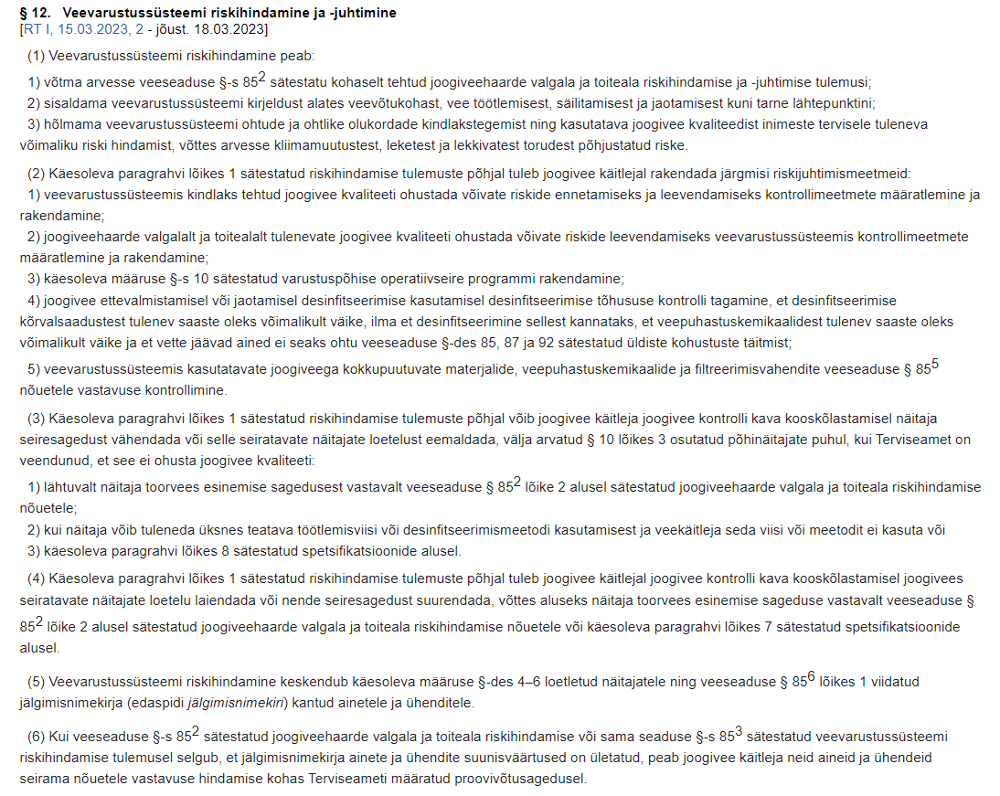 § 12. Veevarustussüsteemi riskihindamine ja -juhtimine
[RT I, 15.03.2023, 2 - jõust. 18.03.2023]
(1) Veevarustussüsteemi riskihindamine peab:
1) võtma arvesse veeseaduse §-s 85² sätestatu kohaselt tehtud joogiveehaarde valgala ja toiteala riskihindamise ja -juhtimise tulemusi;
2) sisaldama veevarustussüsteemi kirjeldust alates veevõtukohast, vee töötlemisest, säilitamisest ja jaotamisest kuni tarne lähtepunktini;
3) hõlmama veevarustussüsteemi ohtude ja ohtlike olukordade kindlakstegemist ning kasutatava joogivee kvaliteedist inimeste tervisele tuleneva
võimaliku riski hindamist, võttes arvesse kliimamuutustest, leketest ja lekkivatest torudest põhjustatud riske.
(2) Käesoleva paragrahvi lõikes 1 sätestatud riskihindamise tulemuste põhjal tuleb joogivee käitlejal rakendada järgmisi riskijuhtimismeetmeid:
1) veevarustussüsteemis kindlaks tehtud joogivee kvaliteeti ohustada võivate riskide ennetamiseks ja leevendamiseks kontrollimeetmete määratlemine ja
rakendamine;
2) joogiveehaarde valgalalt ja toitealalt tulenevate joogivee kvaliteeti ohustada võivate riskide leevendamiseks veevarustussüsteemis kontrollimeetmete
määratlemine ja rakendamine;
3) käesoleva määruse §-s 10 sätestatud varustuspõhise operatiivseire programmi rakendamine;
4) joogivee ettevalmistamisel või jaotamisel desinfitseerimise kasutamisel desinfitseerimise tõhususe kontrolli tagamine, et desinfitseerimise
kõrvalsaadustest tulenev saaste oleks võimalikult väike, ilma et desinfitseerimine sellest kannataks, et veepuhastuskemikaalidest tulenev saaste oleks
võimalikult väike ja et vette jäävad ained ei seaks ohtu veeseaduse §-des 85, 87 ja 92 sätestatud üldiste kohustuste täitmist;
5) veevarustussüsteemis kasutatavate joogiveega kokkupuutuvate materjalide, veepuhastuskemikaalide ja filtreerimisvahendite veeseaduse § 85⁵
nõuetele vastavuse kontrollimine.
(3) Käesoleva paragrahvi lõikes 1 sätestatud riskihindamise tulemuste põhjal võib joogivee käitleja joogivee kontrolli kava kooskõlastamisel näitaja
seiresagedust vähendada või selle seiratavate näitajate loetelust eemaldada, välja arvatud § 10 lõikes 3 osutatud põhinäitajate puhul, kui Terviseamet on
veendunud, et see ei ohusta joogivee kvaliteeti:
1) lähtuvalt näitaja toorvees esinemise sagedusest vastavalt veeseaduse § 85² lõike 2 alusel sätestatud joogiveehaarde valgala ja toiteala riskihindamise
nõuetele;
2) kui näitaja võib tuleneda üksnes teatava töötlemisviisi või desinfitseerimismeetodi kasutamisest ja veekäitleja seda viisi või meetodit ei kasuta või
3) käesoleva paragrahvi lõikes 8 sätestatud spetsifikatsioonide alusel.
(4) Käesoleva paragrahvi lõikes 1 sätestatud riskihindamise tulemuste põhjal tuleb joogivee käitlejal joogivee kontrolli kava kooskõlastamisel joogivees
seiratavate näitajate loetelu laiendada või nende seiresagedust suurendada, võttes aluseks näitaja toorvees esinemise sageduse vastavalt veeseaduse §
85² lõike 2 alusel sätestatud joogiveehaarde valgala ja toiteala riskihindamise nõuetele või käesoleva paragrahvi lõikes 7 sätestatud spetsifikatsioonide
alusel.
(5) Veevarustussüsteemi riskihindamine keskendub käesoleva määruse §-des 4–6 loetletud näitajatele ning veeseaduse § 85⁶ lõikes 1 viidatud
jälgimisnimekirja (edaspidi jälgimisnimekiri) kantud ainetele ja ühenditele.
(6) Kui veeseaduse §-s 85² sätestatud joogiveehaarde valgala ja toiteala riskihindamise või sama seaduse §-s 85³ sätestatud veevarustussüsteemi
riskihindamise tulemusel selgub, et jälgimisnimekirja ainete ja ühendite suunisväärtused on ületatud, peab joogivee käitleja neid aineid ja ühendeid
seirama nõuetele vastavuse hindamise kohas Terviseameti määratud proovivõtusagedusel.